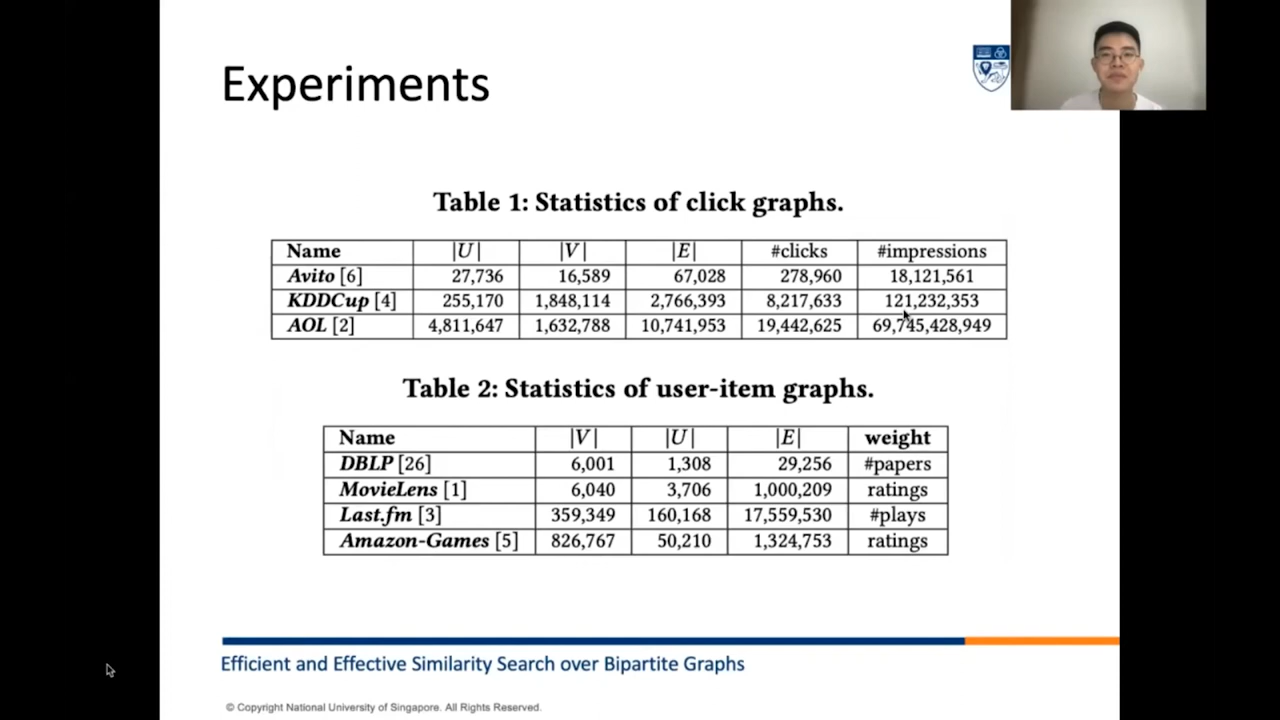 Experiments
Table 1: Statistics of click graphs.
Name |U| |V| |E| #clicks #impressions
Avito [6] 27,736 16,589 67,028 278,960 18,121,561
KDDCup [4] 255,170 1,848,114 2,766,393 8,217,633 121,232,353
AOL [2] 4,811,647 1,632,788 10,741,953 19,442,625 69,745,428,949
Table 2: Statistics of user-item graphs.
Name |V| |U| |E| weight
DBLP [26] 6,001 1,308 29,256 #papers
MovieLens [1] 6,040 3,706 1,000,209 ratings
Last.fm [3] 359,349 160,168 17,559,530 #plays
Amazon-Games [5] 826,767 50,210 1,324,753 ratings
Efficient and Effective Similarity Search over Bipartite Graphs
© Copyright National University of Singapore. All Rights Reserved.